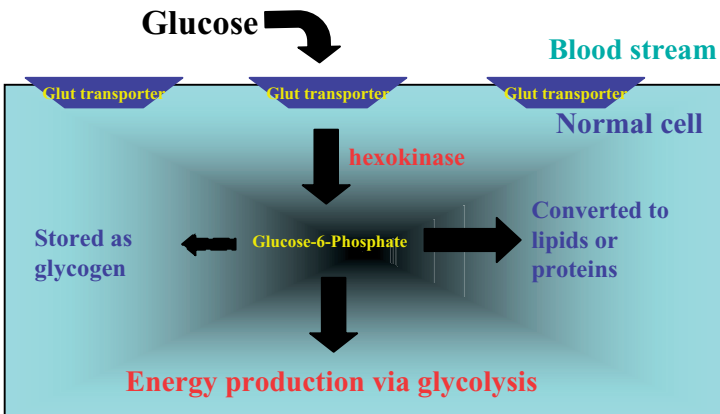 Glucose
Blood stream
Glut transporter
Glut transporter
Glut transporter
Normal cell
hexokinase
Stored as
glycogen
Glucose-6-Phosphate
Converted to
lipids or
proteins
Energy production via glycolysis